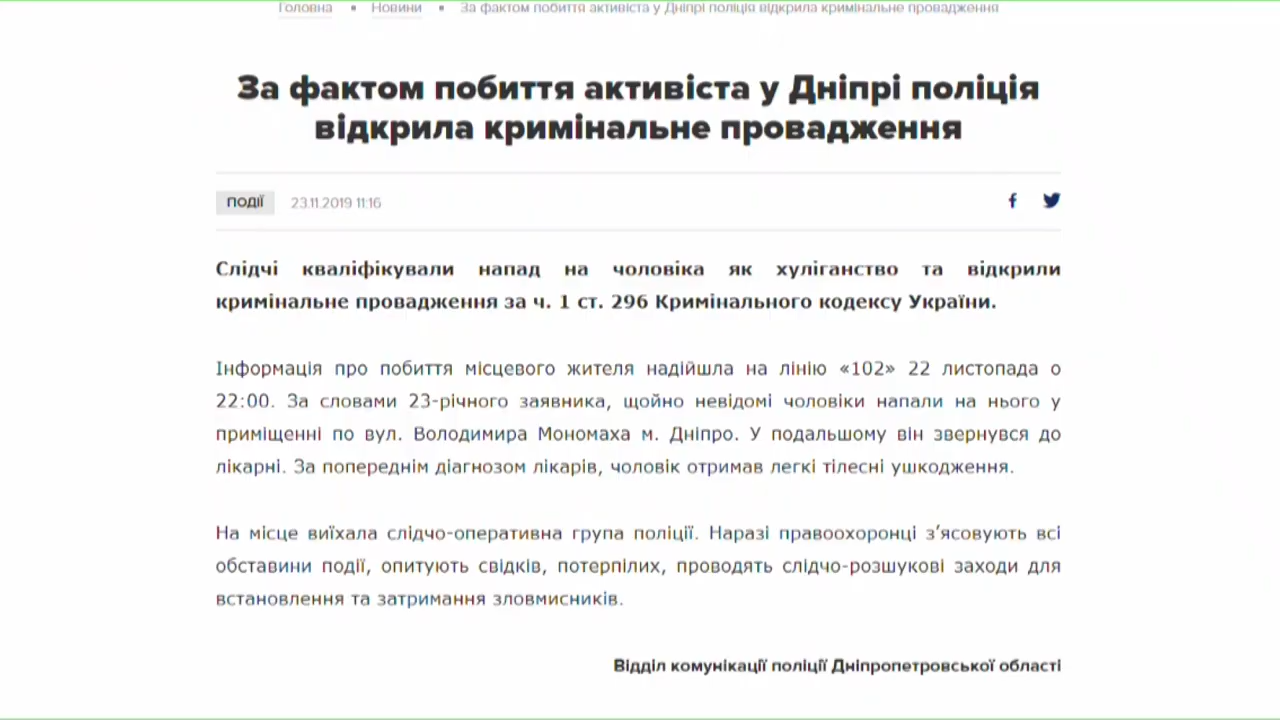 Головна ▪ Новини ▪ За фактом побиття активіста у Дніпрі поліція відкрила кримінальне провадження
За фактом побиття активіста у Дніпрі поліція
відкрила кримінальне провадження
ПОДІЇ 23.11.2019 11:16
Слідчі кваліфікували напад на чоловіка як хуліганство та відкрили
кримінальне провадження за ч. 1 ст. 296 Кримінального кодексу України.
Інформація про побиття місцевого жителя надійшла на лінію «102» 22 листопада о
22:00. За словами 23-річного заявника, щойно невідомі чоловіки напали на нього у
приміщенні по вул. Володимира Мономаха м. Дніпро. У подальшому він звернувся до
лікарні. За попереднім діагнозом лікарів, чоловік отримав легкі тілесні ушкодження.
На місце виїхала слідчо-оперативна група поліції. Наразі правоохоронці з’ясовують всі
обставини події, опитують свідків, потерпілих, проводять слідчо-розшукові заходи для
встановлення та затримання зловмисників.
Відділ комунікації поліції Дніпропетровської області